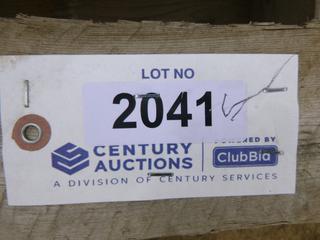 LOT NO
2041
CENTURY
AUCTIONS
POWERED BY
ClubBid
A DIVISION OF CENTURY SERVICES